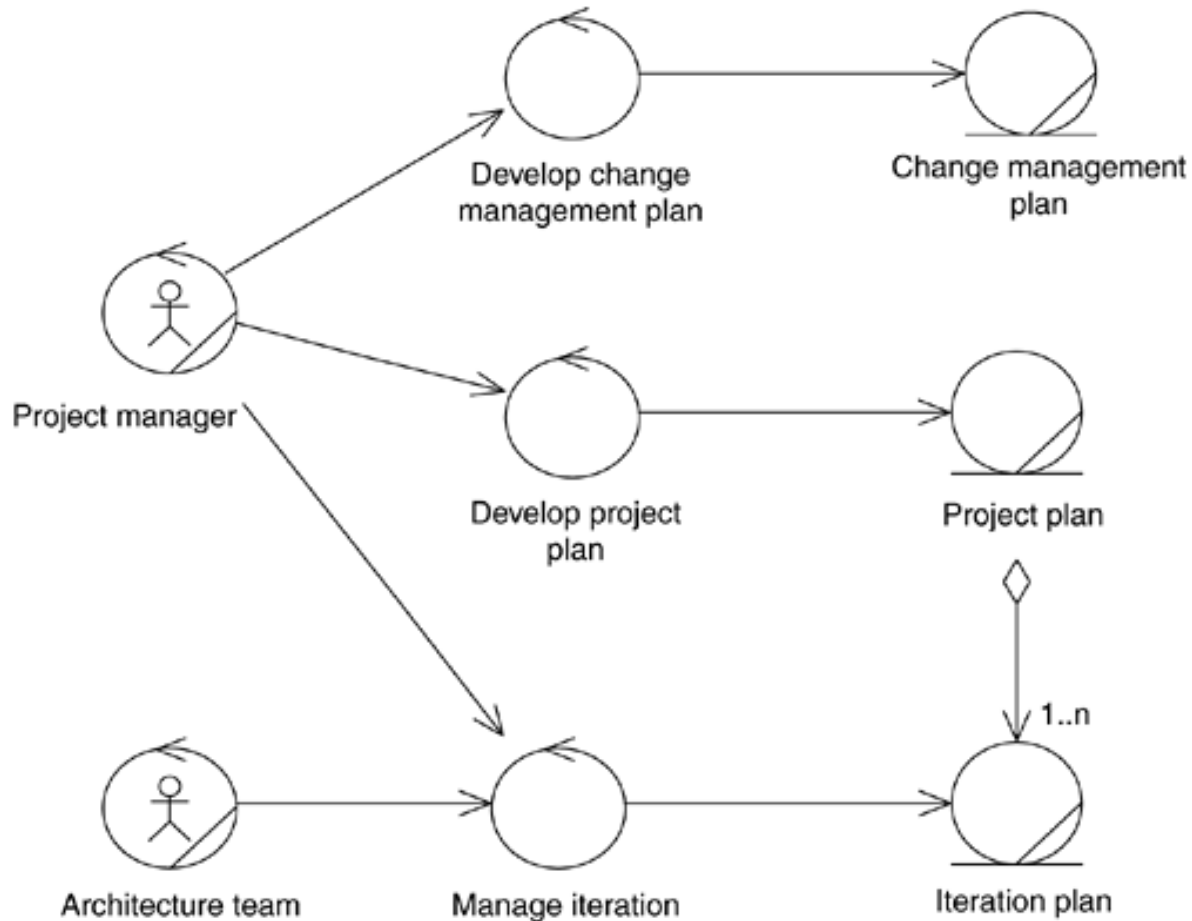 Develop change
management plan
Change management
plan
Project manager
Develop project
plan
Project plan
1..n
Architecture team
Manage iteration
Iteration plan